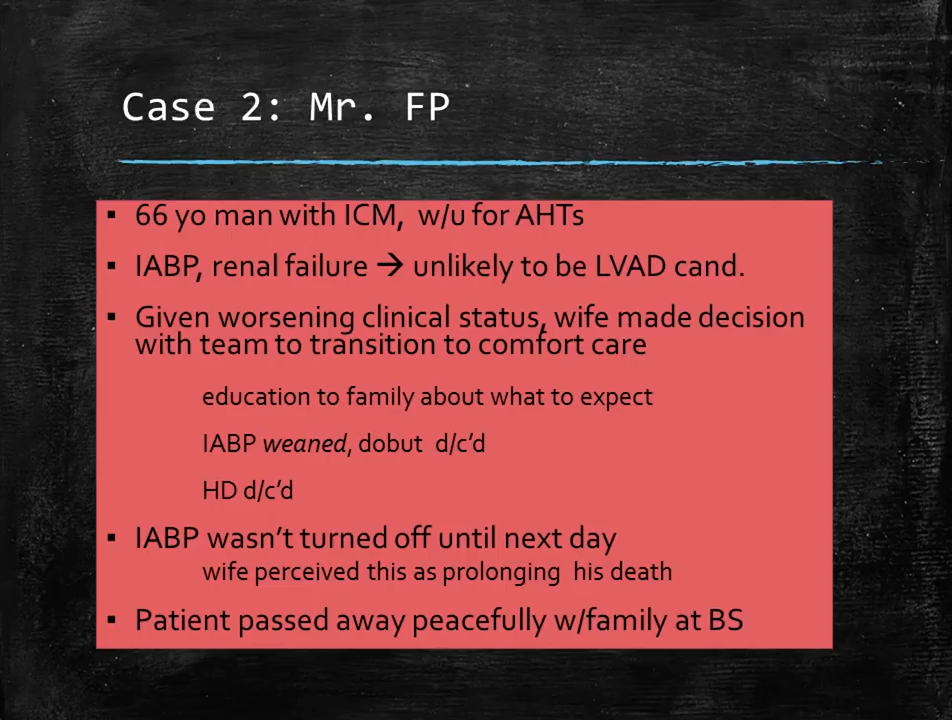 Case 2: Mr. FP
▪ 66 yo man with ICM, w/u for AHTs
▪ IABP, renal failure → unlikely to be LVAD cand.
▪ Given worsening clinical status, wife made decision
with team to transition to comfort care
education to family about what to expect
IABP weaned, dobut d/c’d
HD d/c’d
▪ IABP wasn’t turned off until next day
wife perceived this as prolonging his death
▪ Patient passed away peacefully w/family at BS